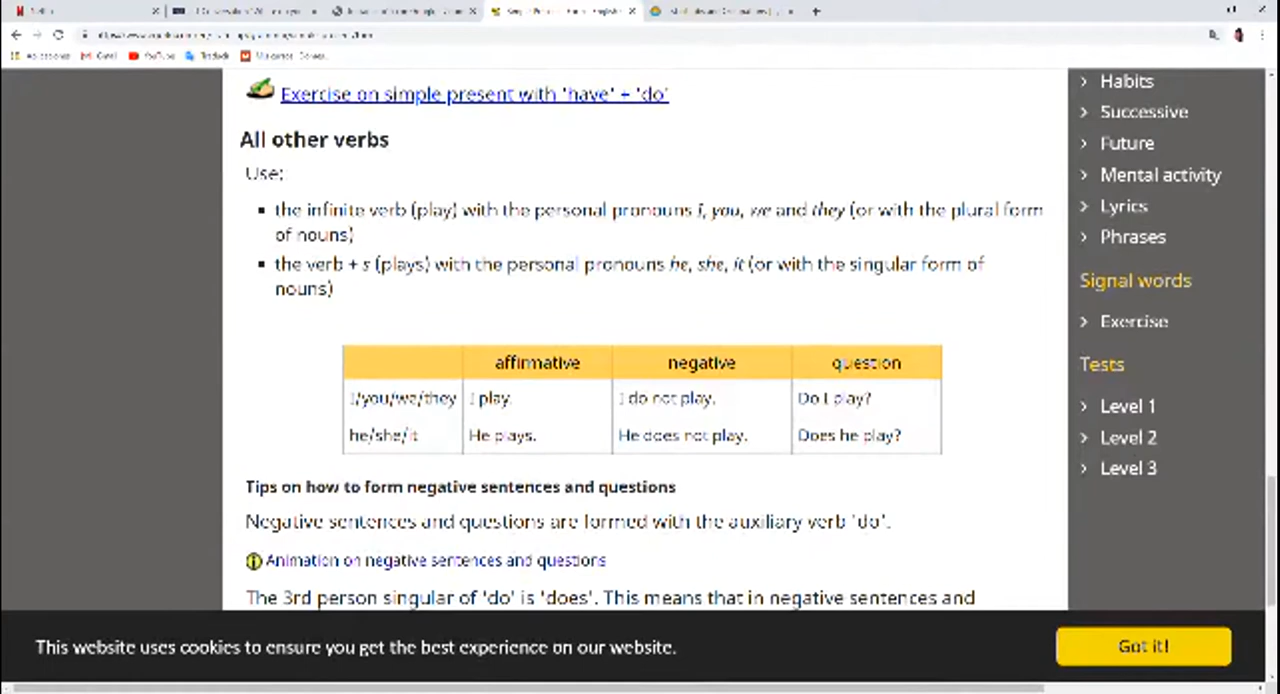 Gmail
YouTube
Exercise on simple present with 'have' + 'do'
All other verbs
Use:
the infinite verb (play) with the personal pronouns I, you, we and they (or with the plural form
of nouns)
the verb + s (plays) with the personal pronouns he, she, it (or with the singular form of
nouns)
affirmative negative question
I/you/we/they I play. I do not play. Do I play?
he/she/it He plays. He does not play. Does he play?
Tips on how to form negative sentences and questions
Negative sentences and questions are formed with the auxiliary verb 'do'.
Animation on negative sentences and questions
The 3rd person singular of 'do' is 'does'. This means that in negative sentences and
Habits
Successive
Future
Mental activity
Lyrics
Phrases
Signal words
Exercise
Tests
Level 1
Level 2
Level 3
This website uses cookies to ensure you get the best experience on our website.
Got it!